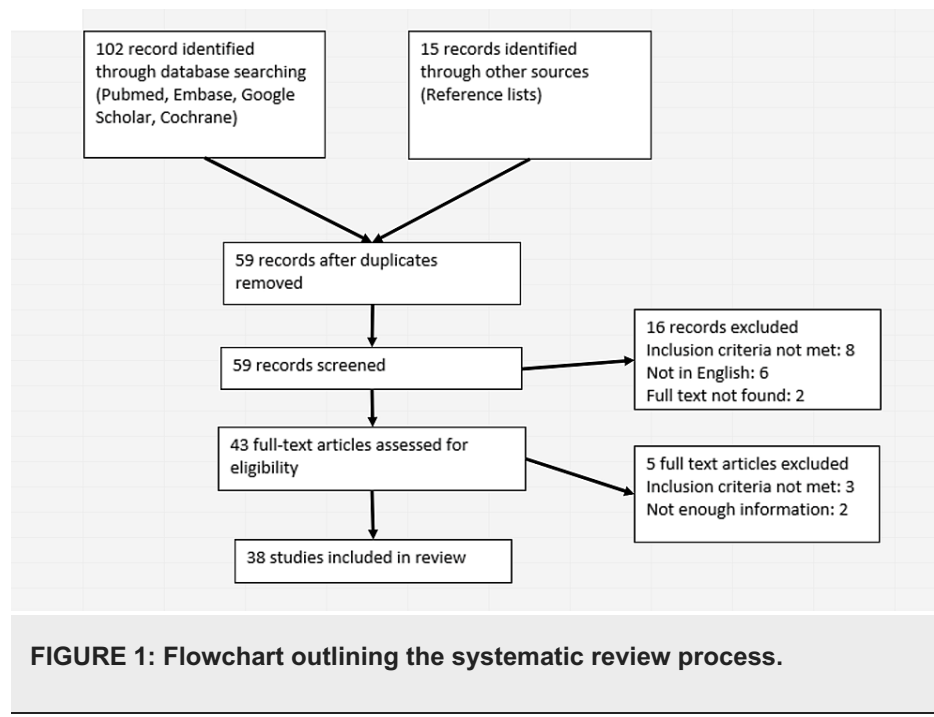 102 record identified
through database searching
(Pubmed, Embase, Google
Scholar, Cochrane)
15 records identified
through other sources
(Reference lists)
59 records after duplicates
removed
59 records screened
16 records excluded
Inclusion criteria not met: 8
Not in English: 6
Full text not found: 2
43 full-text articles assessed for
eligibility
5 full text articles excluded
Inclusion criteria not met: 3
Not enough information: 2
38 studies included in review
FIGURE 1: Flowchart outlining the systematic review process.